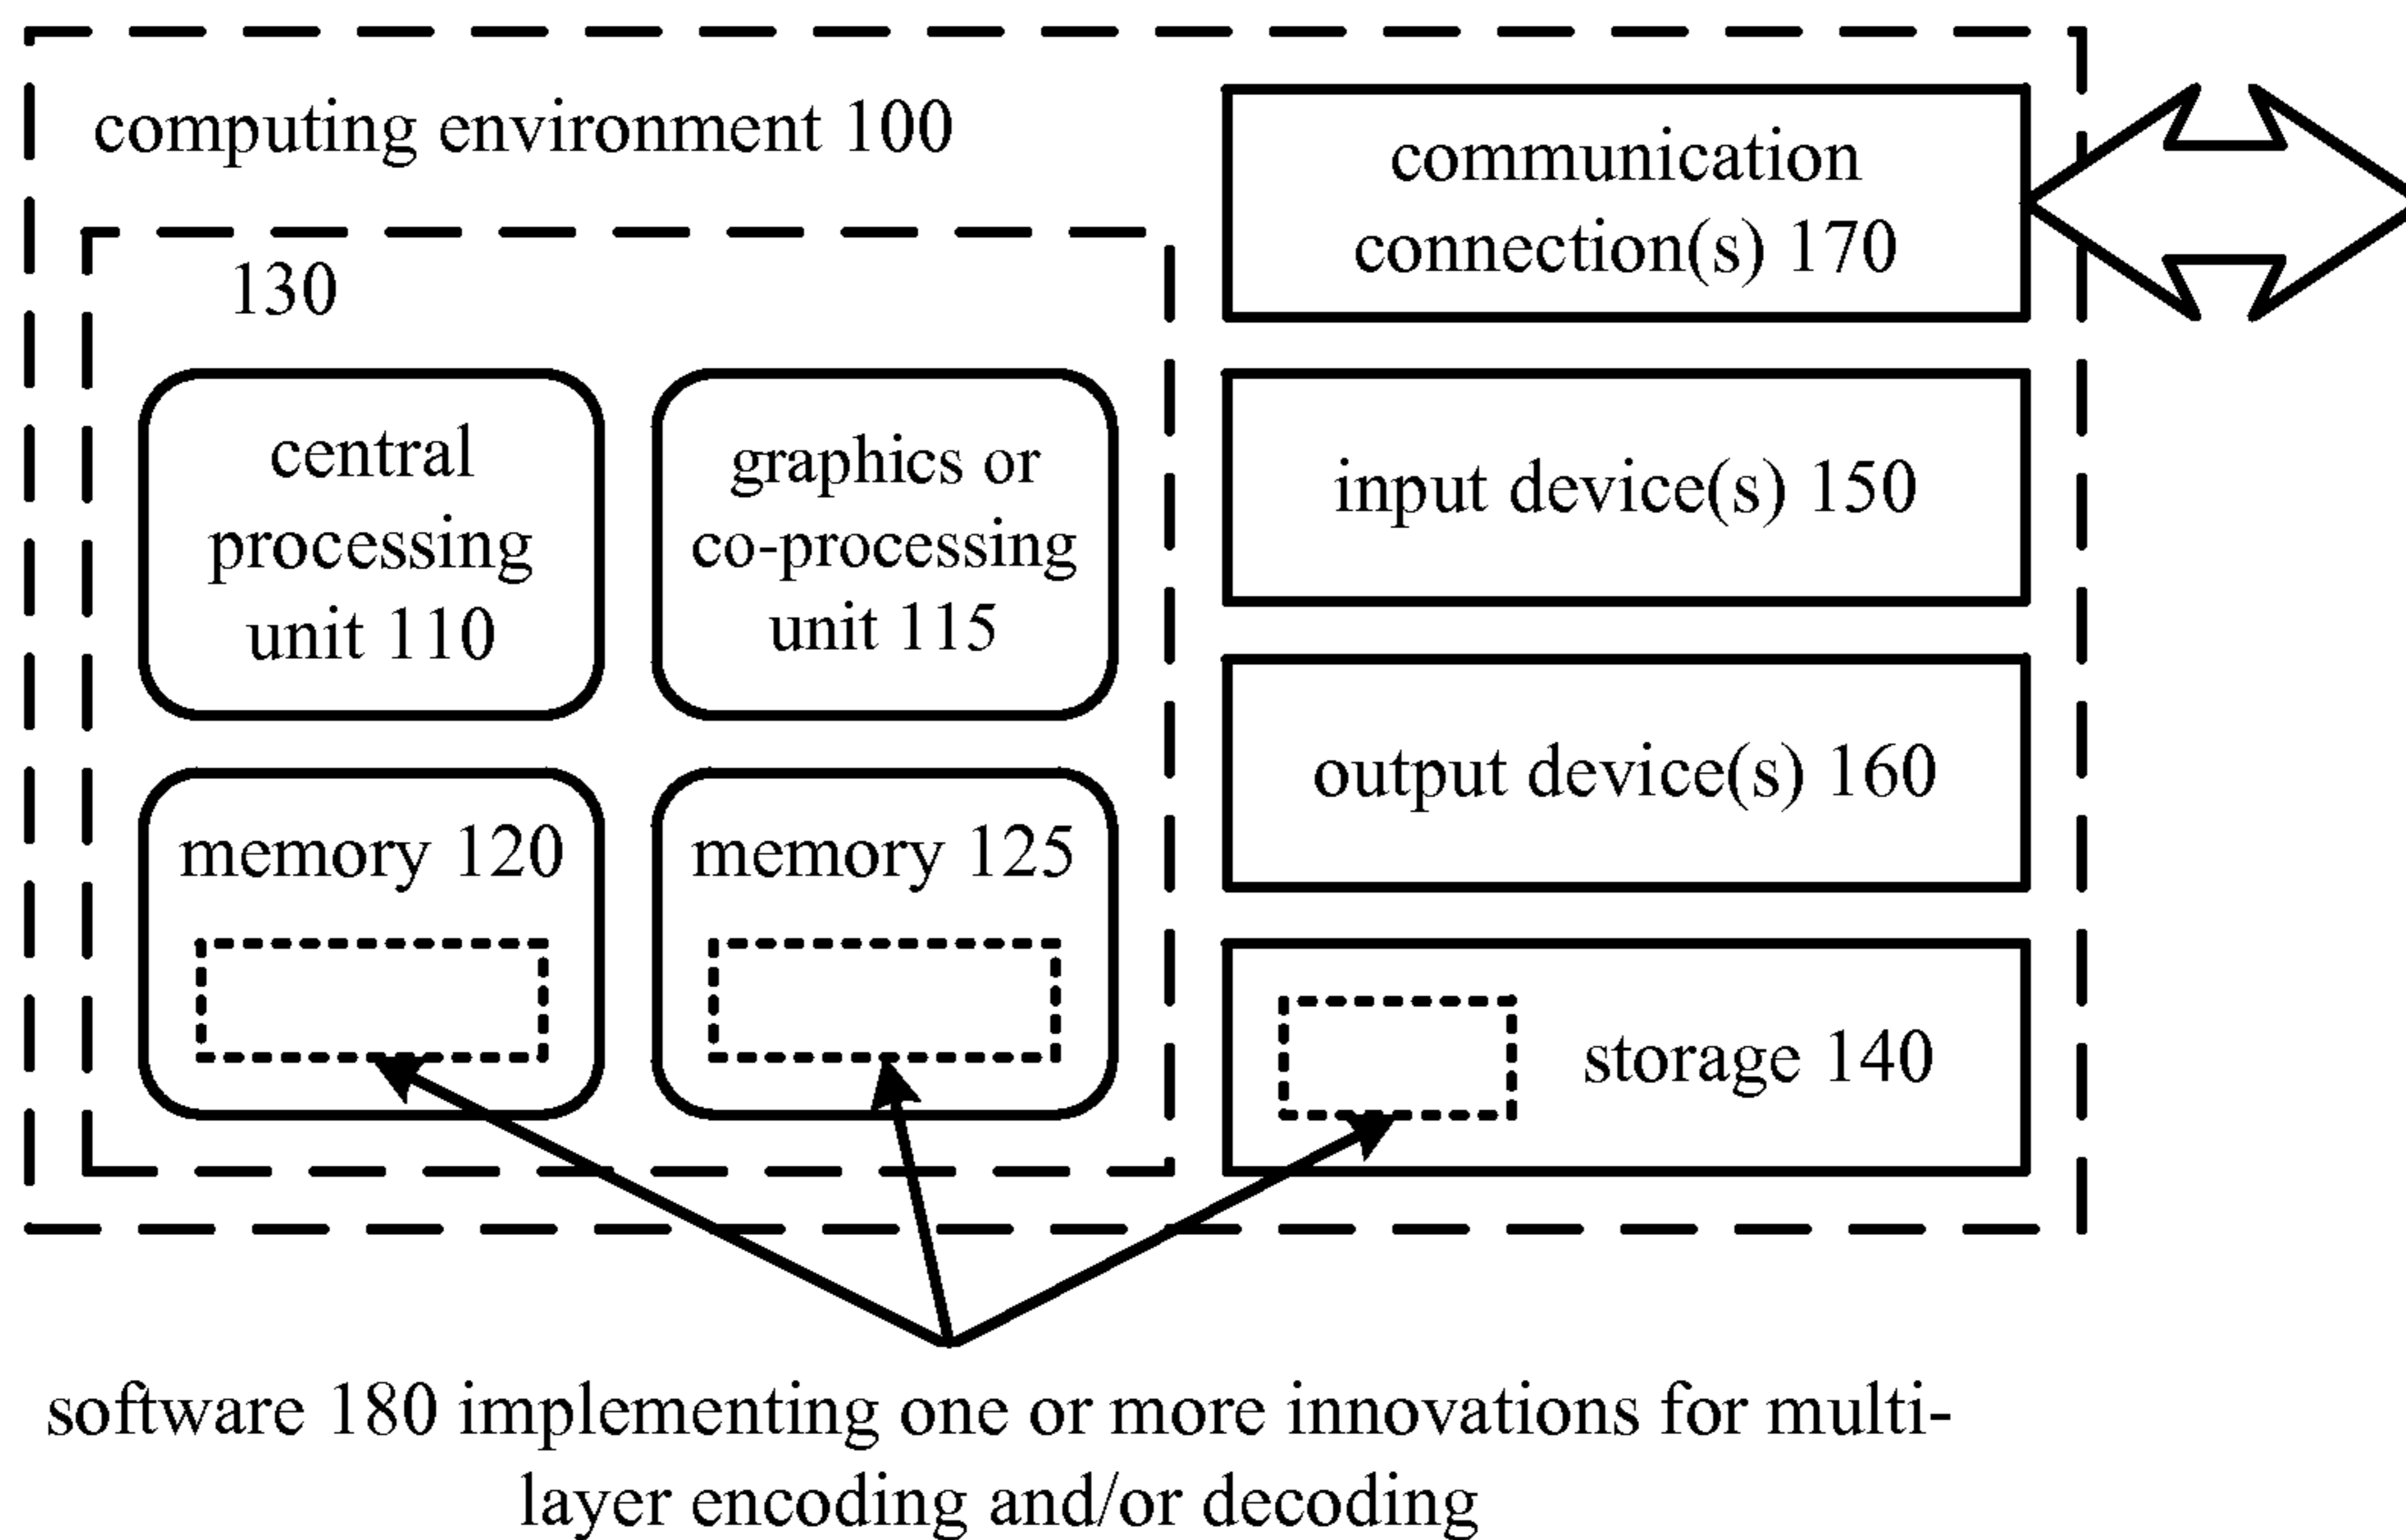 computing environment 100
130
central
processing
unit 110
graphics or
co-processing
unit 115
memory 120
memory 125
communication
connection(s) 170
input device(s) 150
output device(s) 160
storage 140
software 180 implementing one or more innovations for multi-
layer encoding and/or decoding